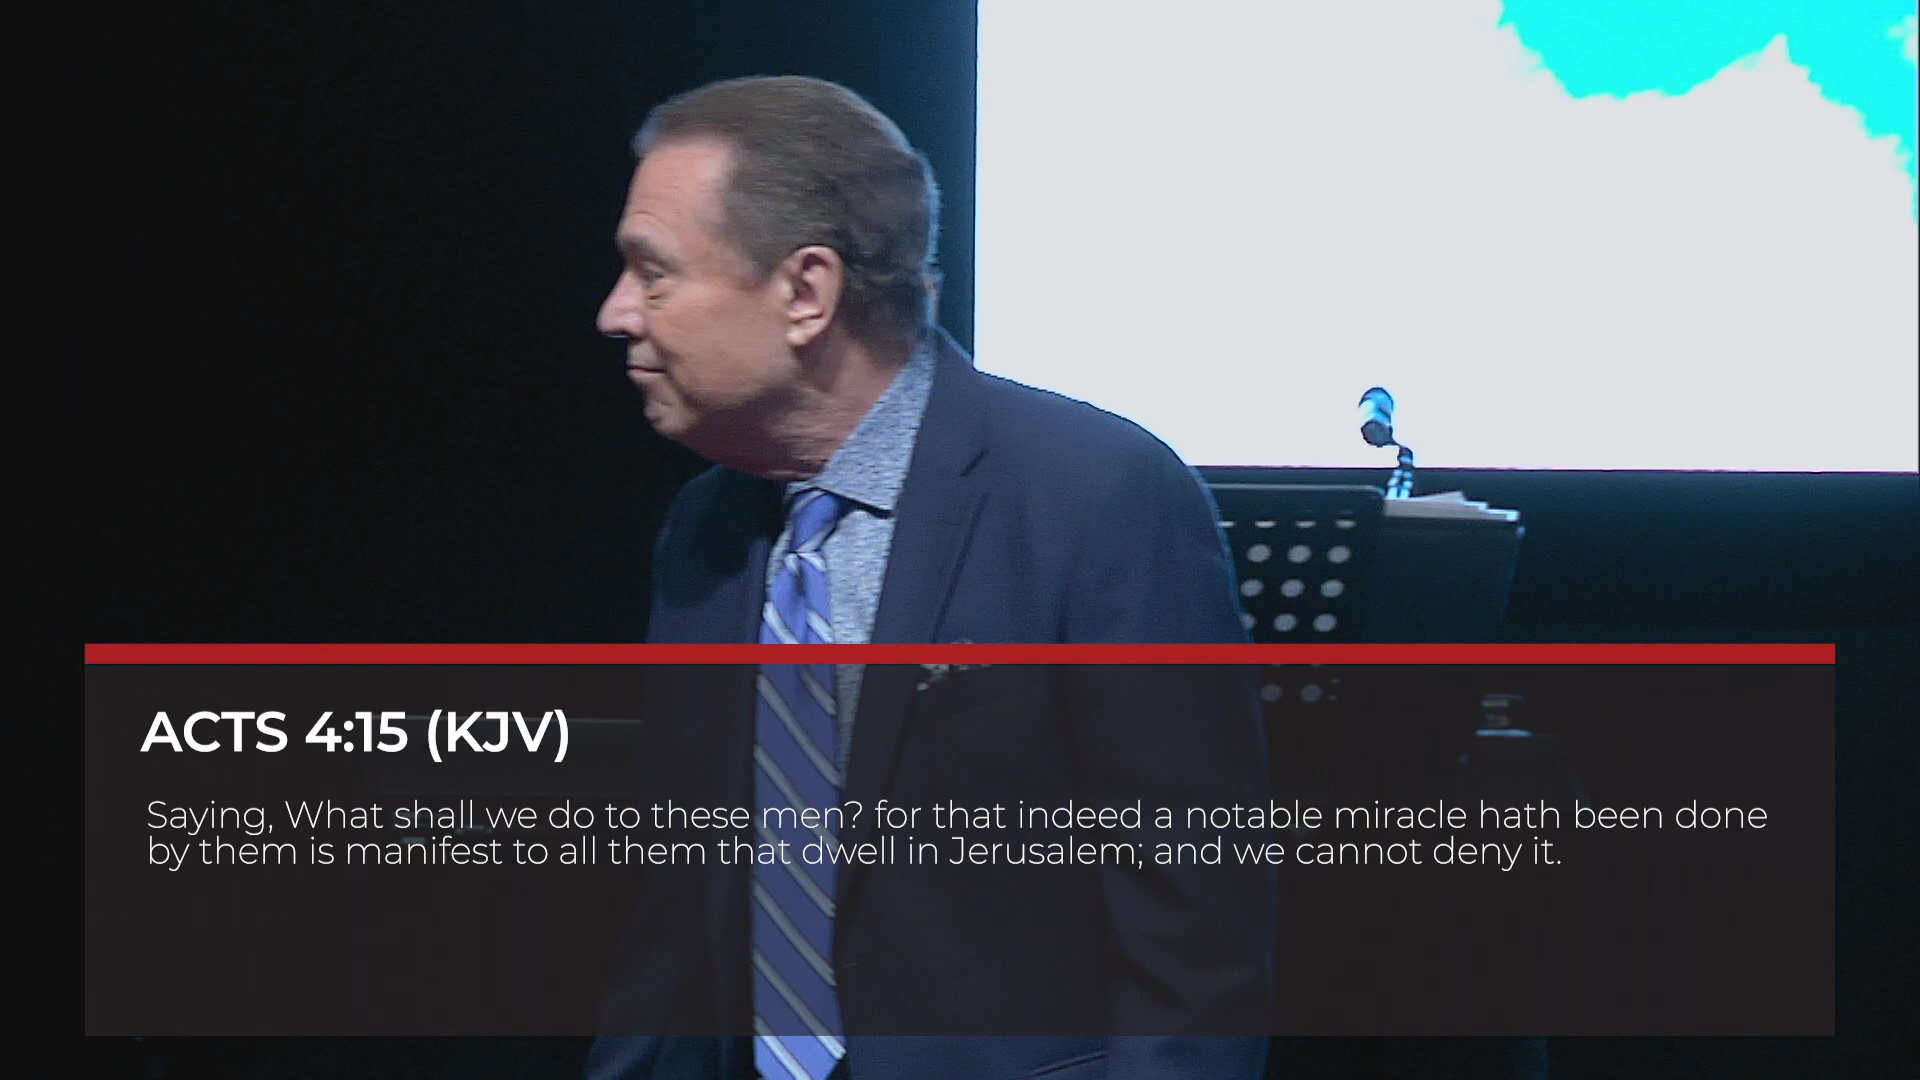 ACTS 4:15 (KJV)
Saying, What shall we do to these men? for that indeed a notable miracle hath been done
by them is manifest to all them that dwell in Jerusalem; and we cannot deny it.